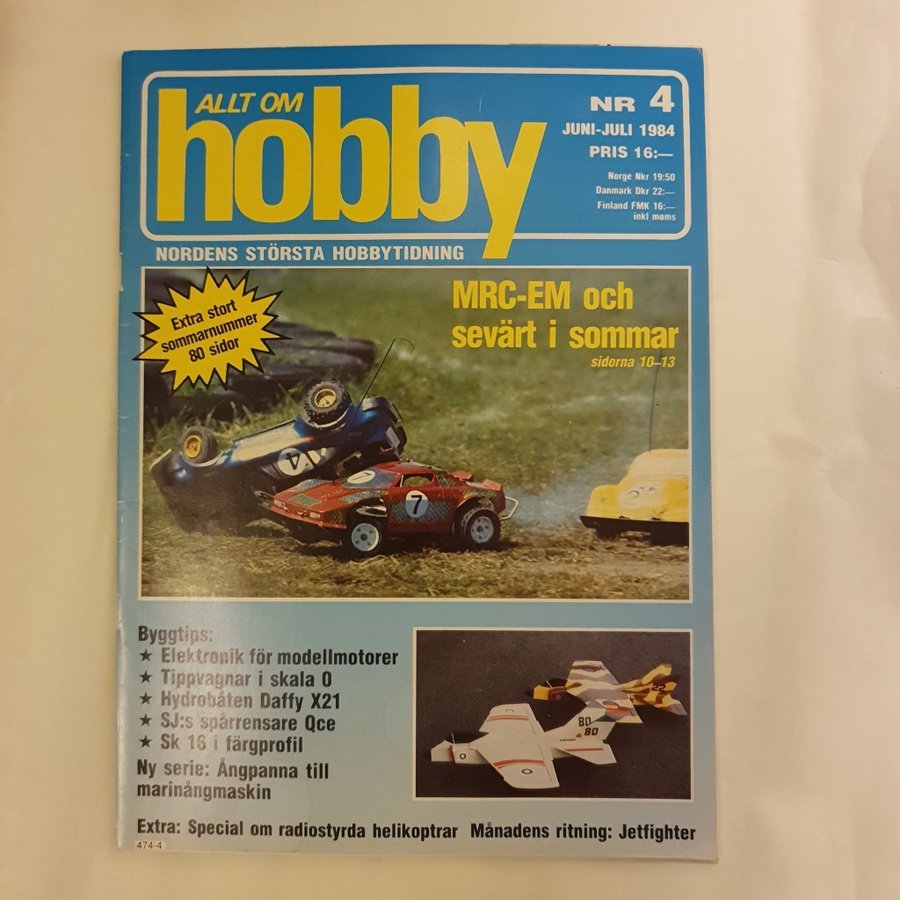 ALLT OM
hobby
NR 4
JUNI-JULI 1984
PRIS 16:—
Norge Nkr 19:50
Danmark Dkr 22:—
Finland FMK 16:—
inkl moms
NORDENS STÖRSTA HOBBYTIDNING
Extra stort
sommarnummer
80 sidor
MRC-EM och
sevärt i sommar
sidorna 10–13
7
7
Byggtips:
★ Elektronik för modellmotorer
★ Tippvagnar i skala 0
★ Hydrobåten Daffy X21
★ SJ:s spårrensare Qce
★ Sk 16 i färgprofil
Ny serie: Ångpanna till
marinångmaskin
80
80
Extra: Special om radiostyrda helikoptrar Månadens ritning: Jetfighter
474-4